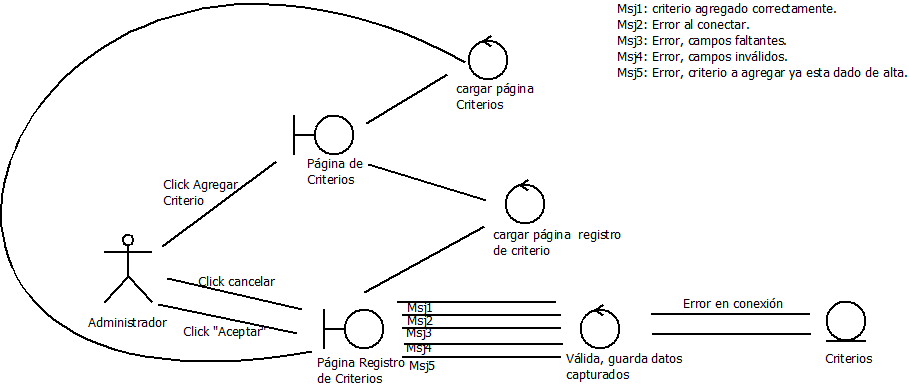 Msj1: criterio agregado correctamente.
Msj2: Error al conectar.
Msj3: Error, campos faltantes.
Msj4: Error, campos inválidos.
Msj5: Error, criterio a agregar ya esta dado de alta.
cargar página
Criterios
Página de
Criterios
Click Agregar
Criterio
cargar página registro
de criterio
Click cancelar
Administrador
Click "Aceptar"
Msj1
Msj2
Msj3
Msj4
Msj5
Error en conexión
Página Registro
de Criterios
Válida, guarda datos
capturados
Criterios